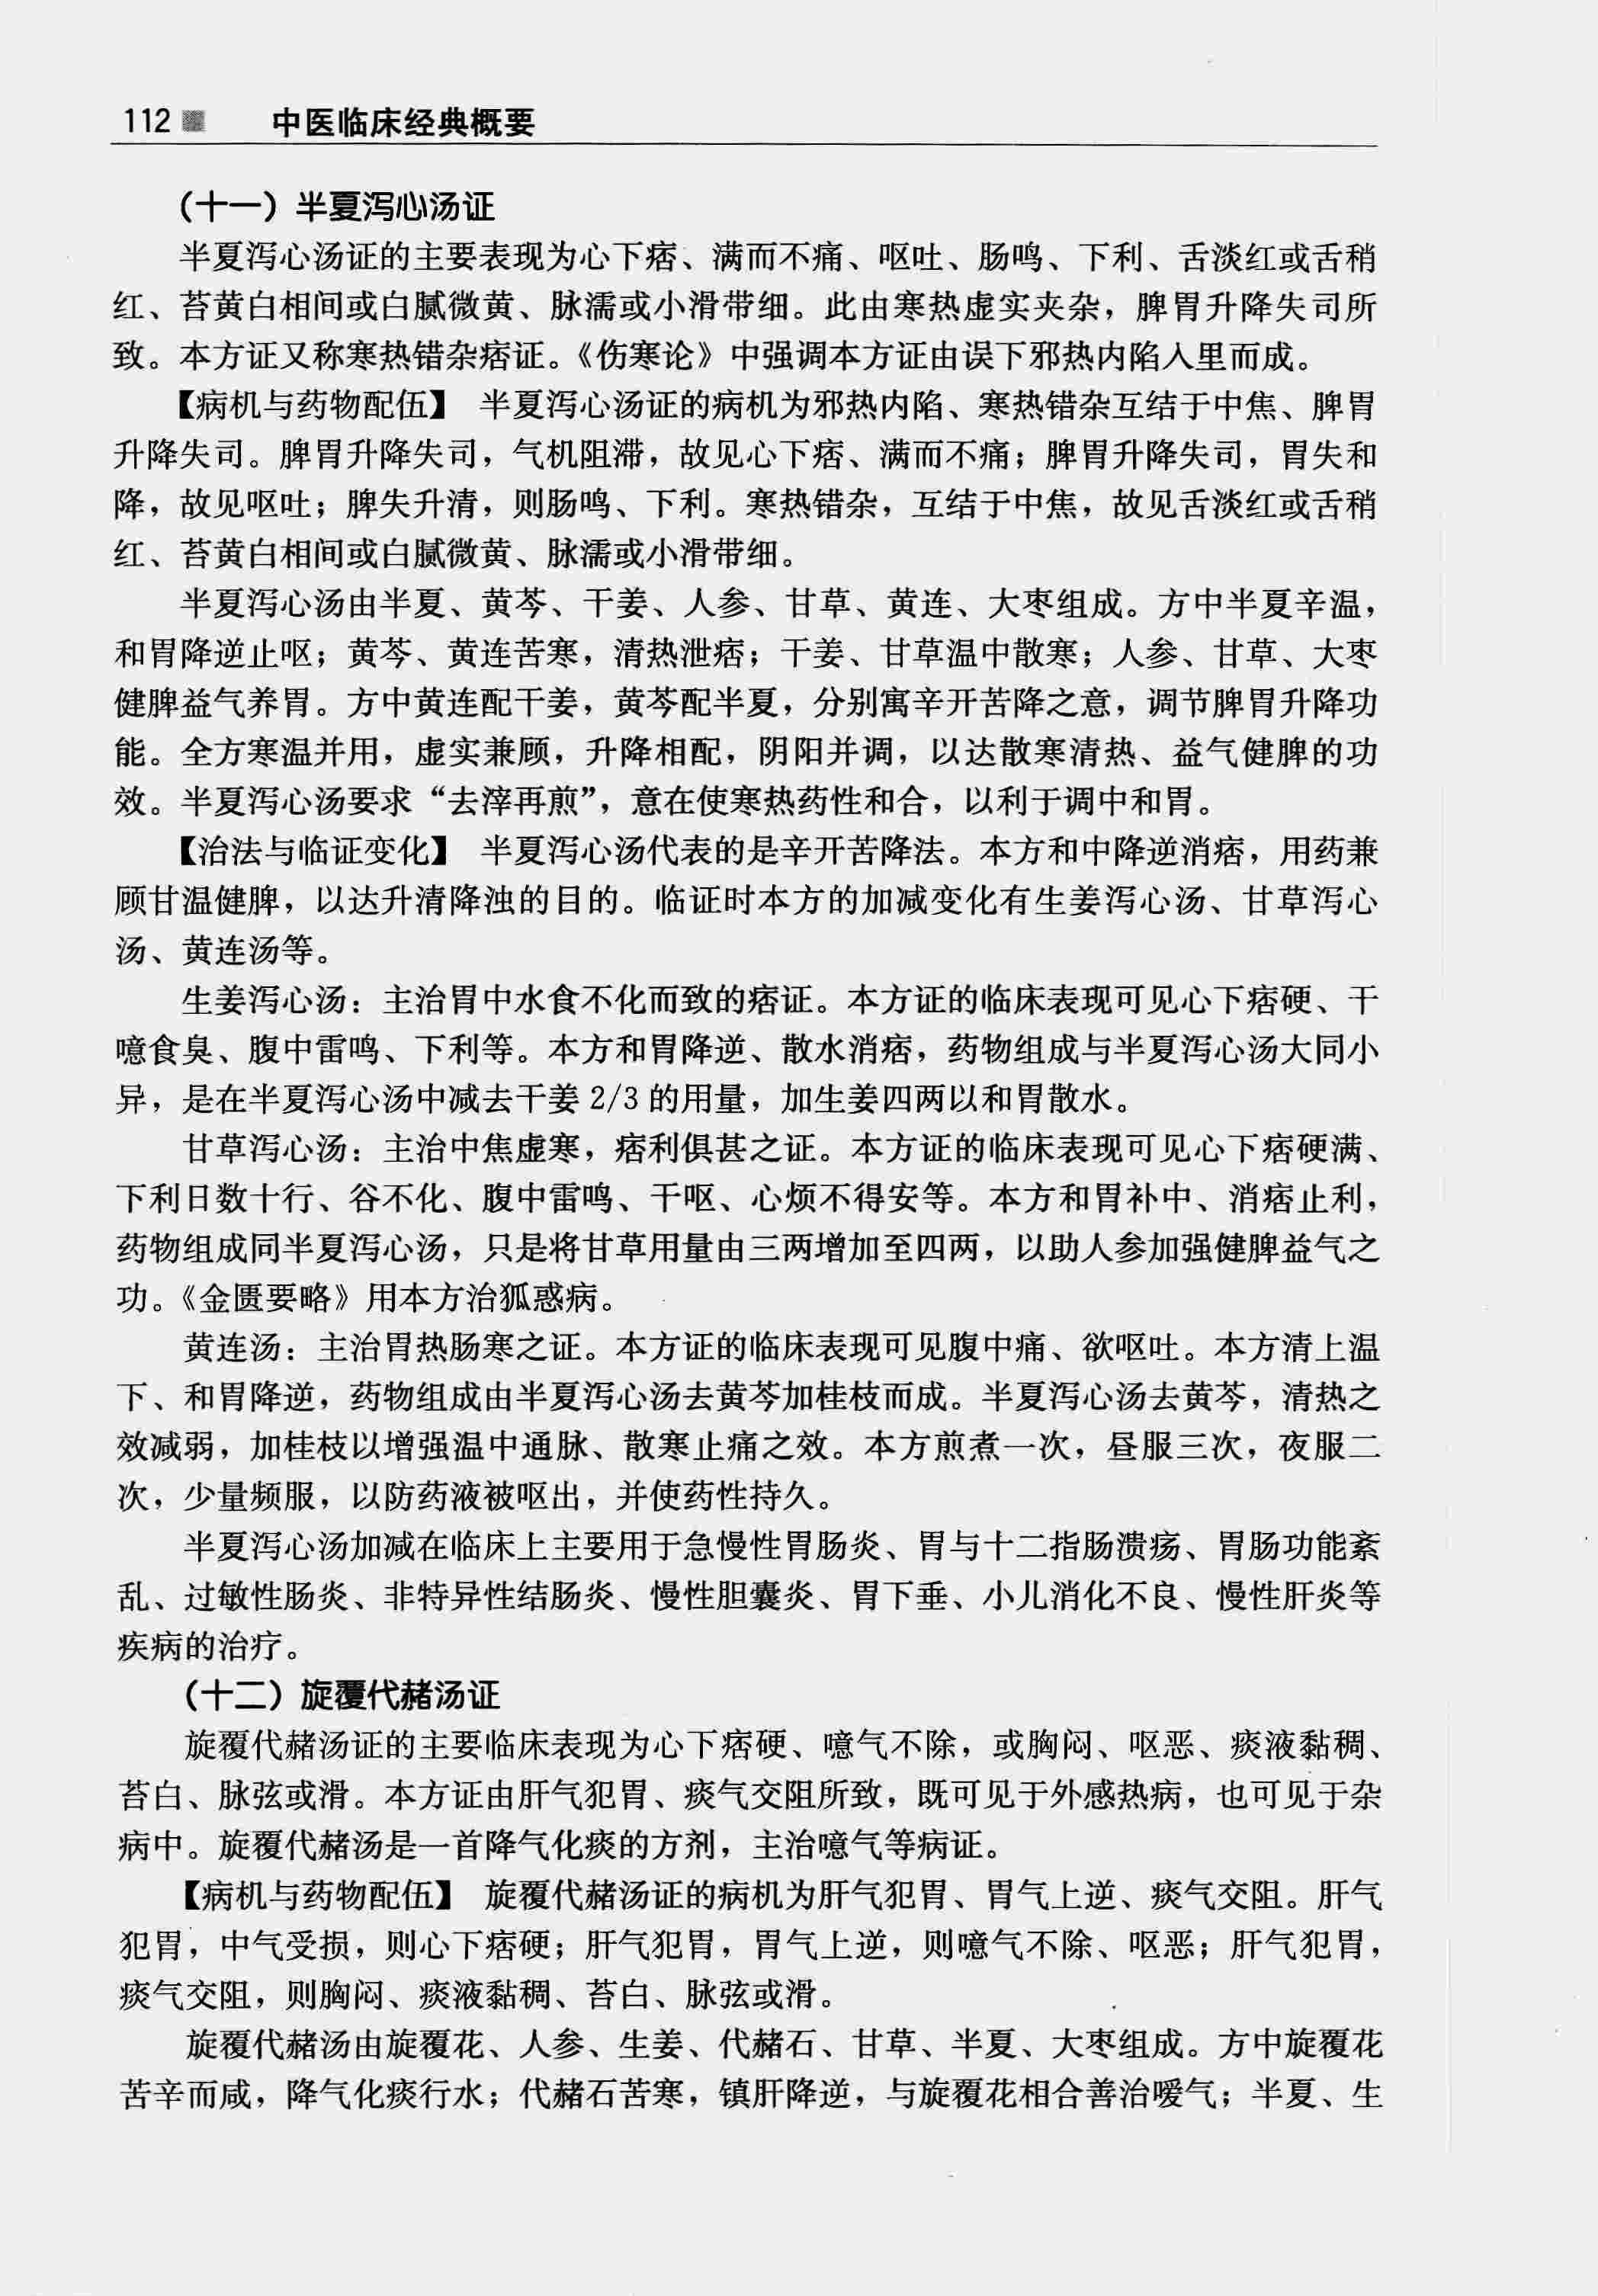 112 中医临床经典概要
（十一）半夏泻心汤证
半夏泻心汤证的主要表现为心下痞、满而不痛、呕吐、肠鸣、下利、舌淡红或舌稍
红、苔黄白相间或白腻微黄、脉濡或小滑带细。此由寒热虚实夹杂，脾胃升降失司所
致。本方证又称寒热错杂痞证。《伤寒论》中强调本方证由误下邪热内陷入里而成。
【病机与药物配伍】 半夏泻心汤证的病机为邪热内陷、寒热错杂互结于中焦、脾胃
升降失司。脾胃升降失司，气机阻滞，故见心下痞、满而不痛；脾胃升降失司，胃失和
降，故见呕吐；脾失升清，则肠鸣、下利。寒热错杂，互结于中焦，故见舌淡红或舌稍
红、苔黄白相间或白腻微黄、脉濡或小滑带细。
半夏泻心汤由半夏、黄芩、干姜、人参、甘草、黄连、大枣组成。方中半夏辛温，
和胃降逆止呕；黄芩、黄连苦寒，清热泄痞；干姜、甘草温中散寒；人参、甘草、大枣
健脾益气养胃。方中黄连配干姜，黄芩配半夏，分别寓辛开苦降之意，调节脾胃升降功
能。全方寒温并用，虚实兼顾，升降相配，阴阳并调，以达散寒清热、益气健脾的功
效。半夏泻心汤要求“去滓再煎”，意在使寒热药性和合，以利于调中和胃。
【治法与临证变化】 半夏泻心汤代表的是辛开苦降法。本方和中降逆消痞，用药兼
顾甘温健脾，以达升清降浊的目的。临证时本方的加减变化有生姜泻心汤、甘草泻心
汤、黄连汤等。
生姜泻心汤：主治胃中水食不化而致的痞证。本方证的临床表现可见心下痞硬、干
噫食臭、腹中雷鸣、下利等。本方和胃降逆、散水消痞，药物组成与半夏泻心汤大同小
异，是在半夏泻心汤中减去干姜 2/3 的用量，加生姜四两以和胃散水。
甘草泻心汤：主治中焦虚寒，痞利俱甚之证。本方证的临床表现可见心下痞硬满、
下利日数十行、谷不化、腹中雷鸣、干呕、心烦不得安等。本方和胃补中、消痞止利，
药物组成同半夏泻心汤，只是将甘草用量由三两增加至四两，以助人参加强健脾益气之
功。《金匮要略》用本方治狐惑病。
黄连汤：主治胃热肠寒之证。本方证的临床表现可见腹中痛、欲呕吐。本方清上温
下、和胃降逆，药物组成由半夏泻心汤去黄芩加桂枝而成。半夏泻心汤去黄芩，清热之
效减弱，加桂枝以增强温中通脉、散寒止痛之效。本方煎煮一次，昼服三次，夜服二
次，少量频服，以防药液被呕出，并使药性持久。
半夏泻心汤加减在临床上主要用于急慢性胃肠炎、胃与十二指肠溃疡、胃肠功能紊
乱、过敏性肠炎、非特异性结肠炎、慢性胆囊炎、胃下垂、小儿消化不良、慢性肝炎等
疾病的治疗。
（十二）旋覆代赭汤证
旋覆代赭汤证的主要临床表现为心下痞硬、噫气不除，或胸闷、呕恶、痰液黏稠、
苔白、脉弦或滑。本方证由肝气犯胃、痰气交阻所致，既可见于外感热病，也可见于杂
病中。旋覆代赭汤是一首降气化痰的方剂，主治噫气等病证。
【病机与药物配伍】 旋覆代赭汤证的病机为肝气犯胃、胃气上逆、痰气交阻。肝气
犯胃，中气受损，则心下痞硬；肝气犯胃，胃气上逆，则噫气不除、呕恶；肝气犯胃，
痰气交阻，则胸闷、痰液黏稠、苔白、脉弦或滑。
旋覆代赭汤由旋覆花、人参、生姜、代赭石、甘草、半夏、大枣组成。方中旋覆花
苦辛而咸，降气化痰行水；代赭石苦寒，镇肝降逆，与旋覆花相合善治嗳气；半夏、生